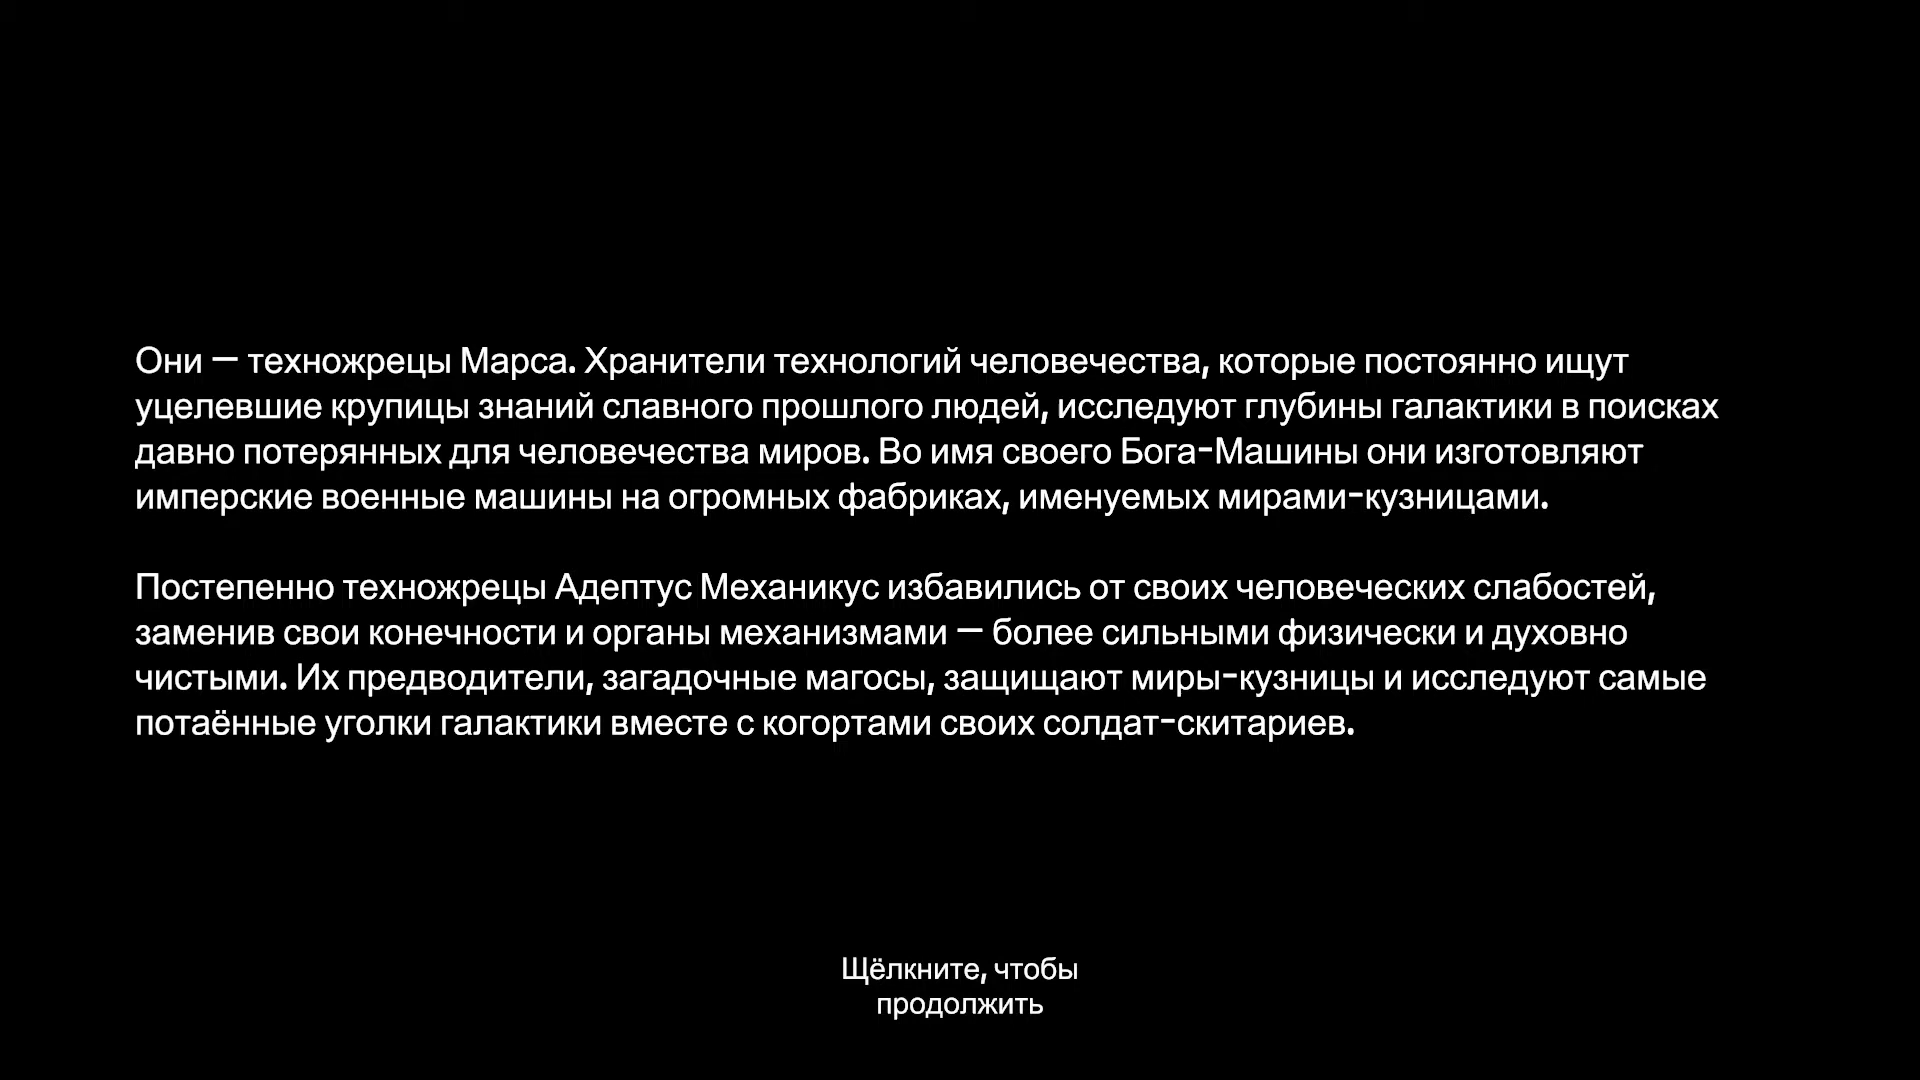 Они — техножрецы Марса. Хранители технологий человечества, которые постоянно ищут
уцелевшие крупицы знаний славного прошлого людей, исследуют глубины галактики в поисках
давно потерянных для человечества миров. Во имя своего Бога-Машины они изготовляют
имперские военные машины на огромных фабриках, именуемых мирами-кузницами.
Постепенно техножрецы Адептус Механикус избавились от своих человеческих слабостей,
заменив свои конечности и органы механизмами — более сильными физически и духовно
чистыми. Их предводители, загадочные магосы, защищают миры-кузницы и исследуют самые
потаённые уголки галактики вместе с когортами своих солдат-скитариев.
Щёлкните, чтобы
продолжить